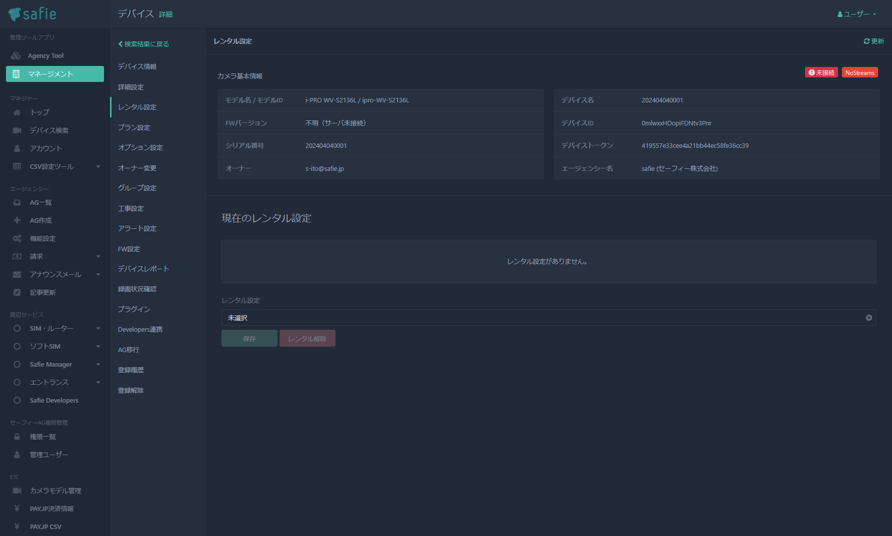 safie
デバイス 詳細
ユーザー
管理ツールアプリ
Agency Tool
マネージメント
マネジャー
トップ
デバイス検索
アカウント
CSV設定ツール
エージェンシー
AG一覧
AG作成
機能設定
請求
アナウンスメール
記事更新
周辺サービス
SIM・ルーター
ソフトSIM
Safie Manager
エントランス
Safie Developers
セーフィーAG権限管理
権限一覧
管理ユーザー
ETC
カメラモデル管理
PAY.JP決済情報
PAY.JP CSV
検索結果に戻る
デバイス情報
詳細設定
レンタル設定
プラン設定
オプション設定
オーナー変更
グループ設定
工事設定
アラート設定
FW設定
デバイスレポート
録画状況確認
プラグイン
Developers連携
AG移行
登録履歴
登録解除
レンタル設定
更新
カメラ基本情報
未接続 NoStreams
モデル名 / モデルID i-PRO WV-S2136L / ipro-WV-S2136L
FWバージョン 不明（サーバ未接続）
シリアル番号 202404040001
オーナー s-ito@safie.jp
デバイス名 202404040001
デバイスID
デバイストークン 419557e33cee4a21bb44ec58fe36cc39
エージェンシー名 safie (セーフィー株式会社)
現在のレンタル設定
レンタル設定がありません。
レンタル設定
未選択
保存 レンタル解除